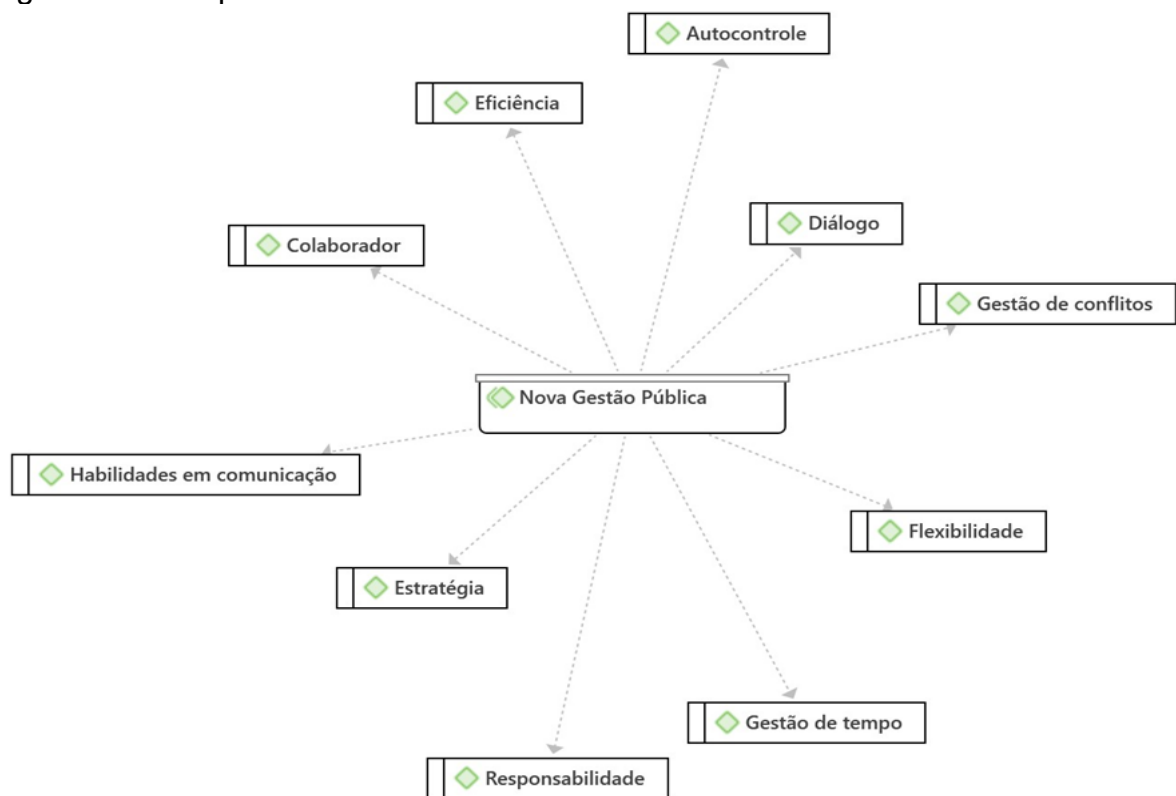 Autocontrole
Eficiência
Diálogo
Colaborador
Gestão de conflitos
Nova Gestão Pública
Habilidades em comunicação
Flexibilidade
Estratégia
Gestão de tempo
Responsabilidade